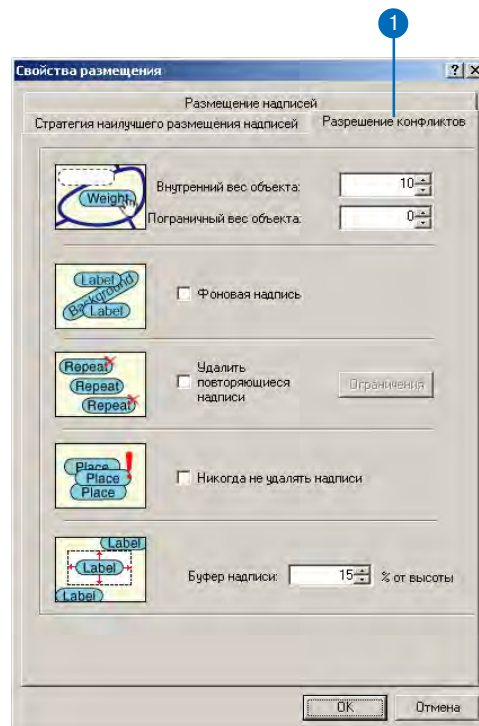 1
Свойства размещения
? ×
Размещение надписей
Стратегия наилучшего размещения надписей
Разрешение конфликтов
Weight
Внутренний вес объекта:
10
Пограничный вес объекта:
0
Label
Background
Label
Фоновая надпись
Repeat
Repeat
Repeat
Удалить
повторяющиеся
надписи
Ограничения
Place
Place
Place
!
Никогда не удалять надписи
Label
Label
Label
Буфер надписи:
15
% от высоты
OK
Отмена